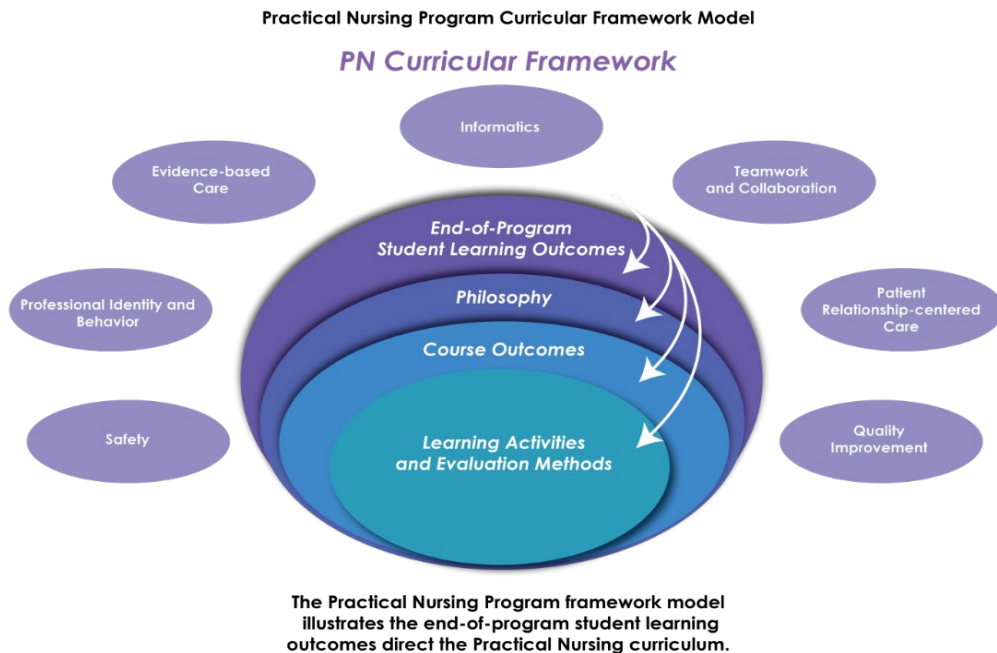 Practical Nursing Program Curricular Framework Model
PN Curricular Framework
Informatics
Evidence-based
Care
Teamwork
and Collaboration
End-of-Program
Student Learning Outcomes
Professional Identity and
Behavior
Philosophy
Patient
Relationship-centered
Care
Course Outcomes
Safety
Learning Activities
and Evaluation Methods
Quality
Improvement
The Practical Nursing Program framework model
illustrates the end-of-program student learning
outcomes direct the Practical Nursing curriculum.